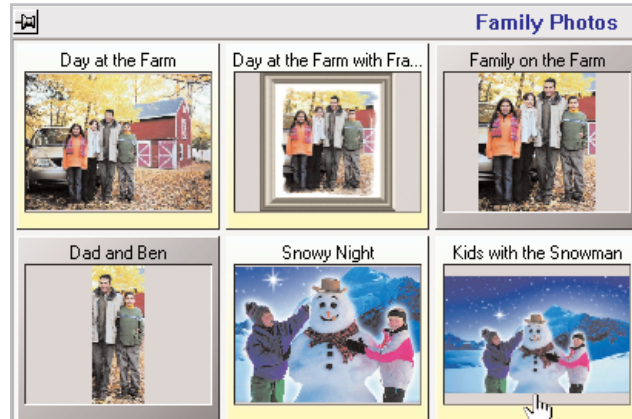 Family Photos
Day at the Farm
Day at the Farm with Fra...
Family on the Farm
Dad and Ben
Snowy Night
Kids with the Snowman